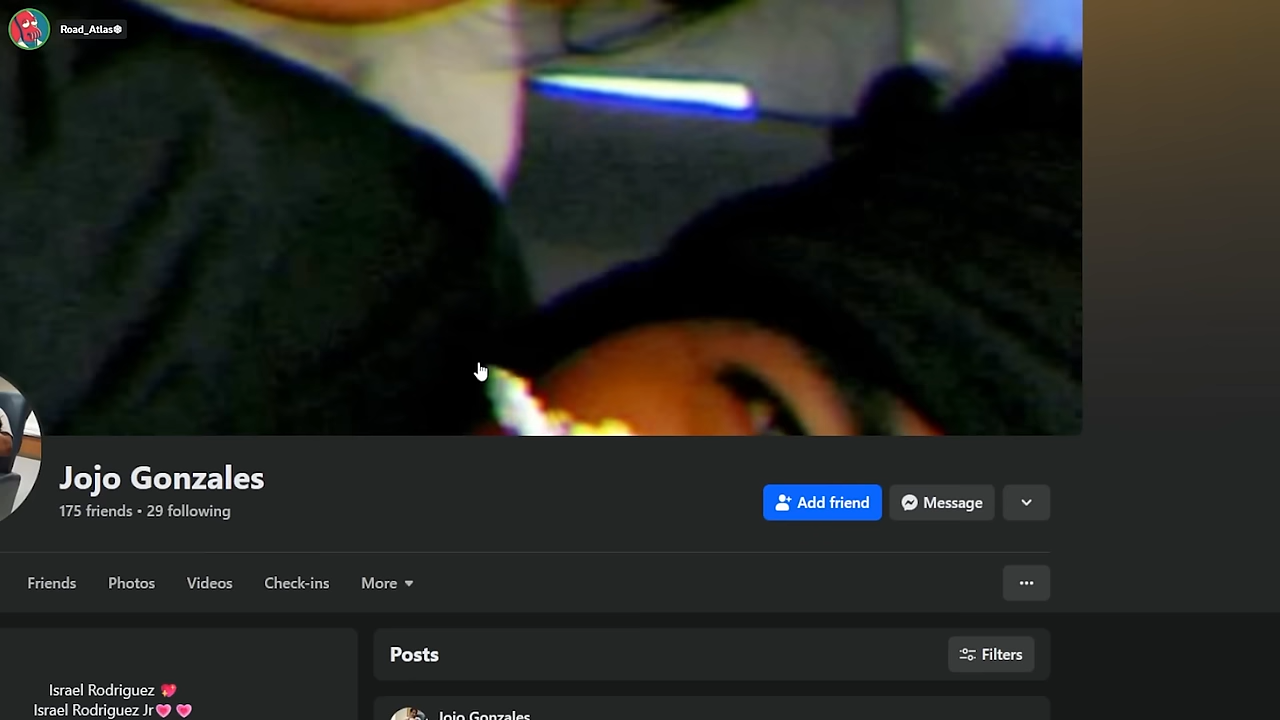 Road_Atlas
Jojo Gonzales
175 friends • 29 following
Add friend
Message
Friends
Photos
Videos
Check-ins
More
Posts
Filters
Israel Rodriguez 💖
Israel Rodriguez Jr💗 💗
Jojo Gonzales